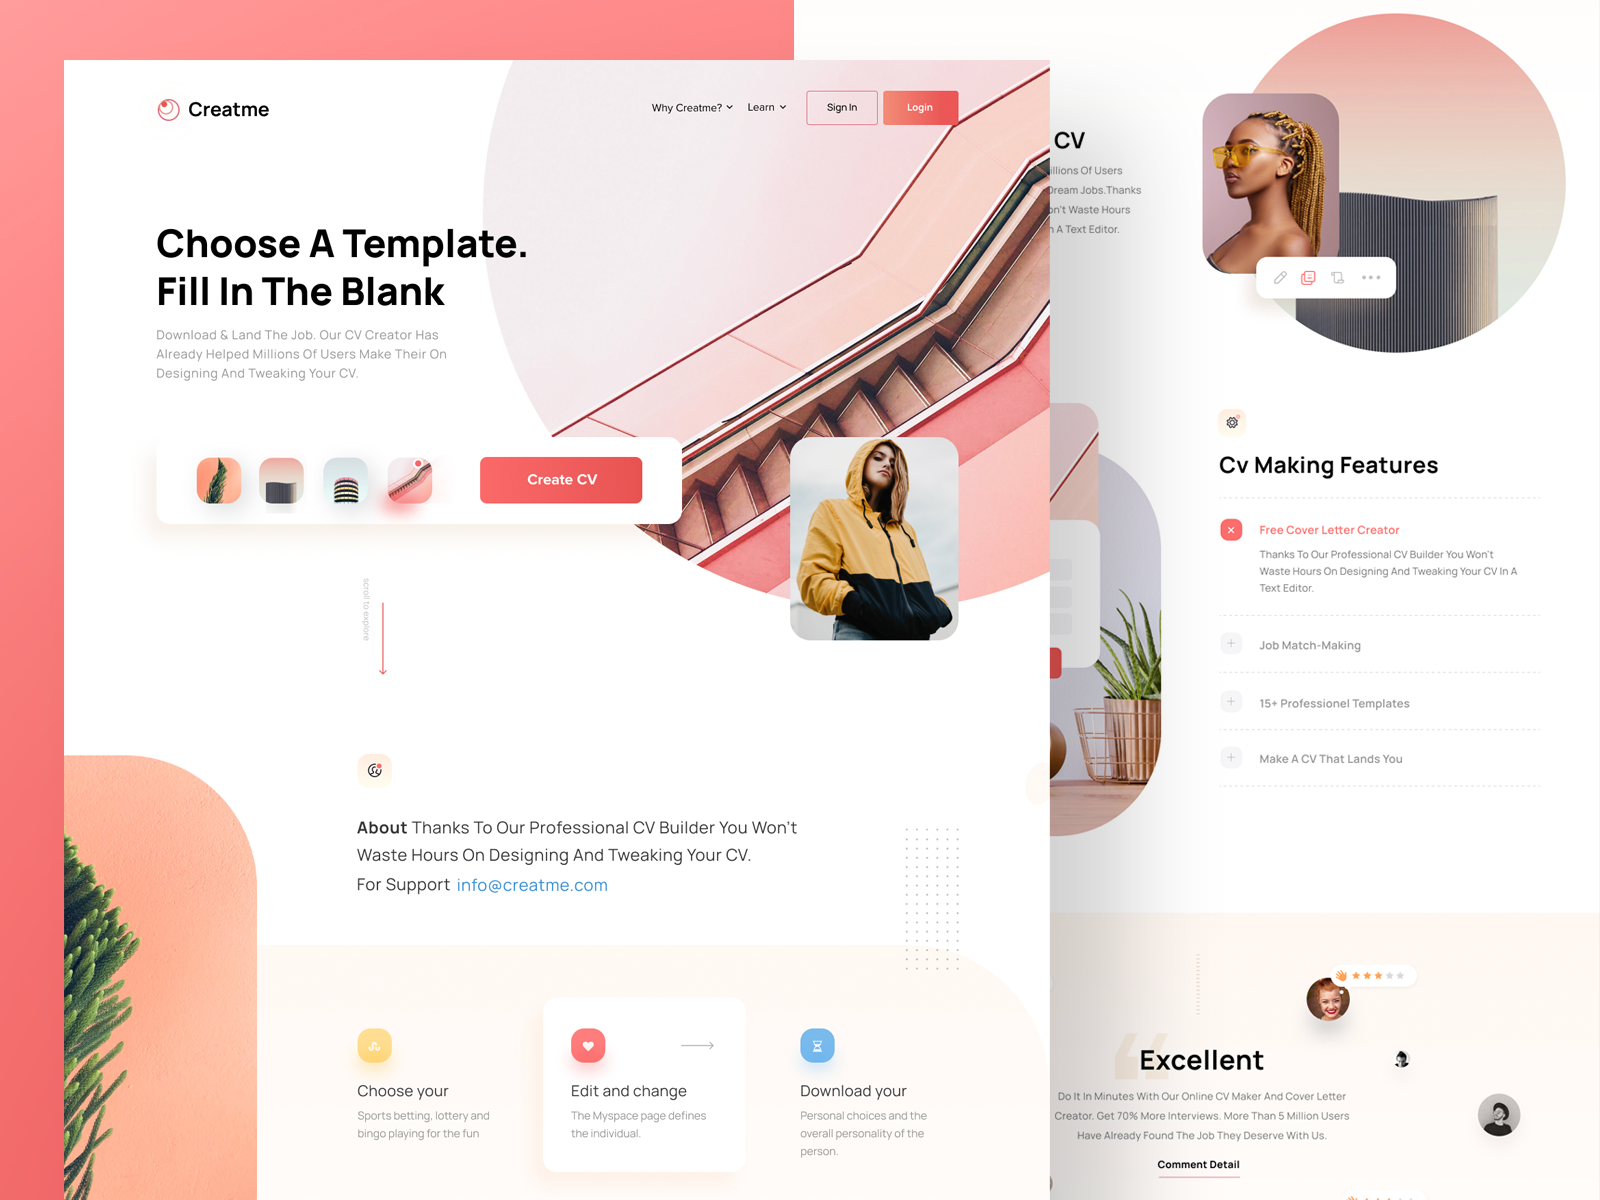 Creatme
Why Creatme?
Learn
Sign In
Login
Choose A Template.
Fill In The Blank
Download & Land The Job. Our CV Creator Has
Already Helped Millions Of Users Make Their On
Designing And Tweaking Your CV.
Create CV
scroll to explore
About Thanks To Our Professional CV Builder You Won't
Waste Hours On Designing And Tweaking Your CV.
For Support info@creatme.com
Choose your
Sports betting, lottery and
bingo playing for the fun
Edit and change
The Myspace page defines
the individual.
Download your
Personal choices and the
overall personality of the
person.
CV
Of Users
Dream Jobs.Thanks
Waste Hours
A Text Editor.
Cv Making Features
Free Cover Letter Creator
Thanks To Our Professional CV Builder You Won't
Waste Hours On Designing And Tweaking Your CV In A
Text Editor.
Job Match-Making
15+ Professionel Templates
Make A CV That Lands You
Excellent
Do It In Minutes With Our Online CV Maker And Cover Letter
Creator. Get 70% More Interviews. More Than 5 Million Users
Have Already Found The Job They Deserve With Us.
Comment Detail